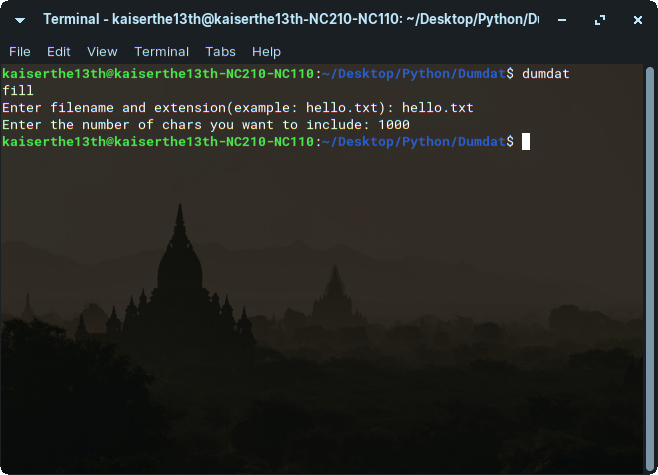 Terminal - kaiserthe13th@kaiserthe13th-NC210-NC110: ~/Desktop/Python/Du
File Edit View Terminal Tabs Help
kaiserthe13th@kaiserthe13th-NC210-NC110:~/Desktop/Python/Dumdat$ dumdat
fill
Enter filename and extension(example: hello.txt): hello.txt
Enter the number of chars you want to include: 1000
kaiserthe13th@kaiserthe13th-NC210-NC110:~/Desktop/Python/Dumdat$